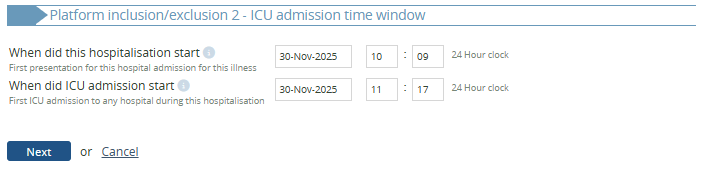 Platform inclusion/exclusion 2 - ICU admission time window
When did this hospitalisation start i 30-Nov-2025 10 : 09 24 Hour clock
First presentation for this hospital admission for this illness
When did ICU admission start i 30-Nov-2025 11 : 17 24 Hour clock
First ICU admission to any hospital during this hospitalisation
Next or Cancel